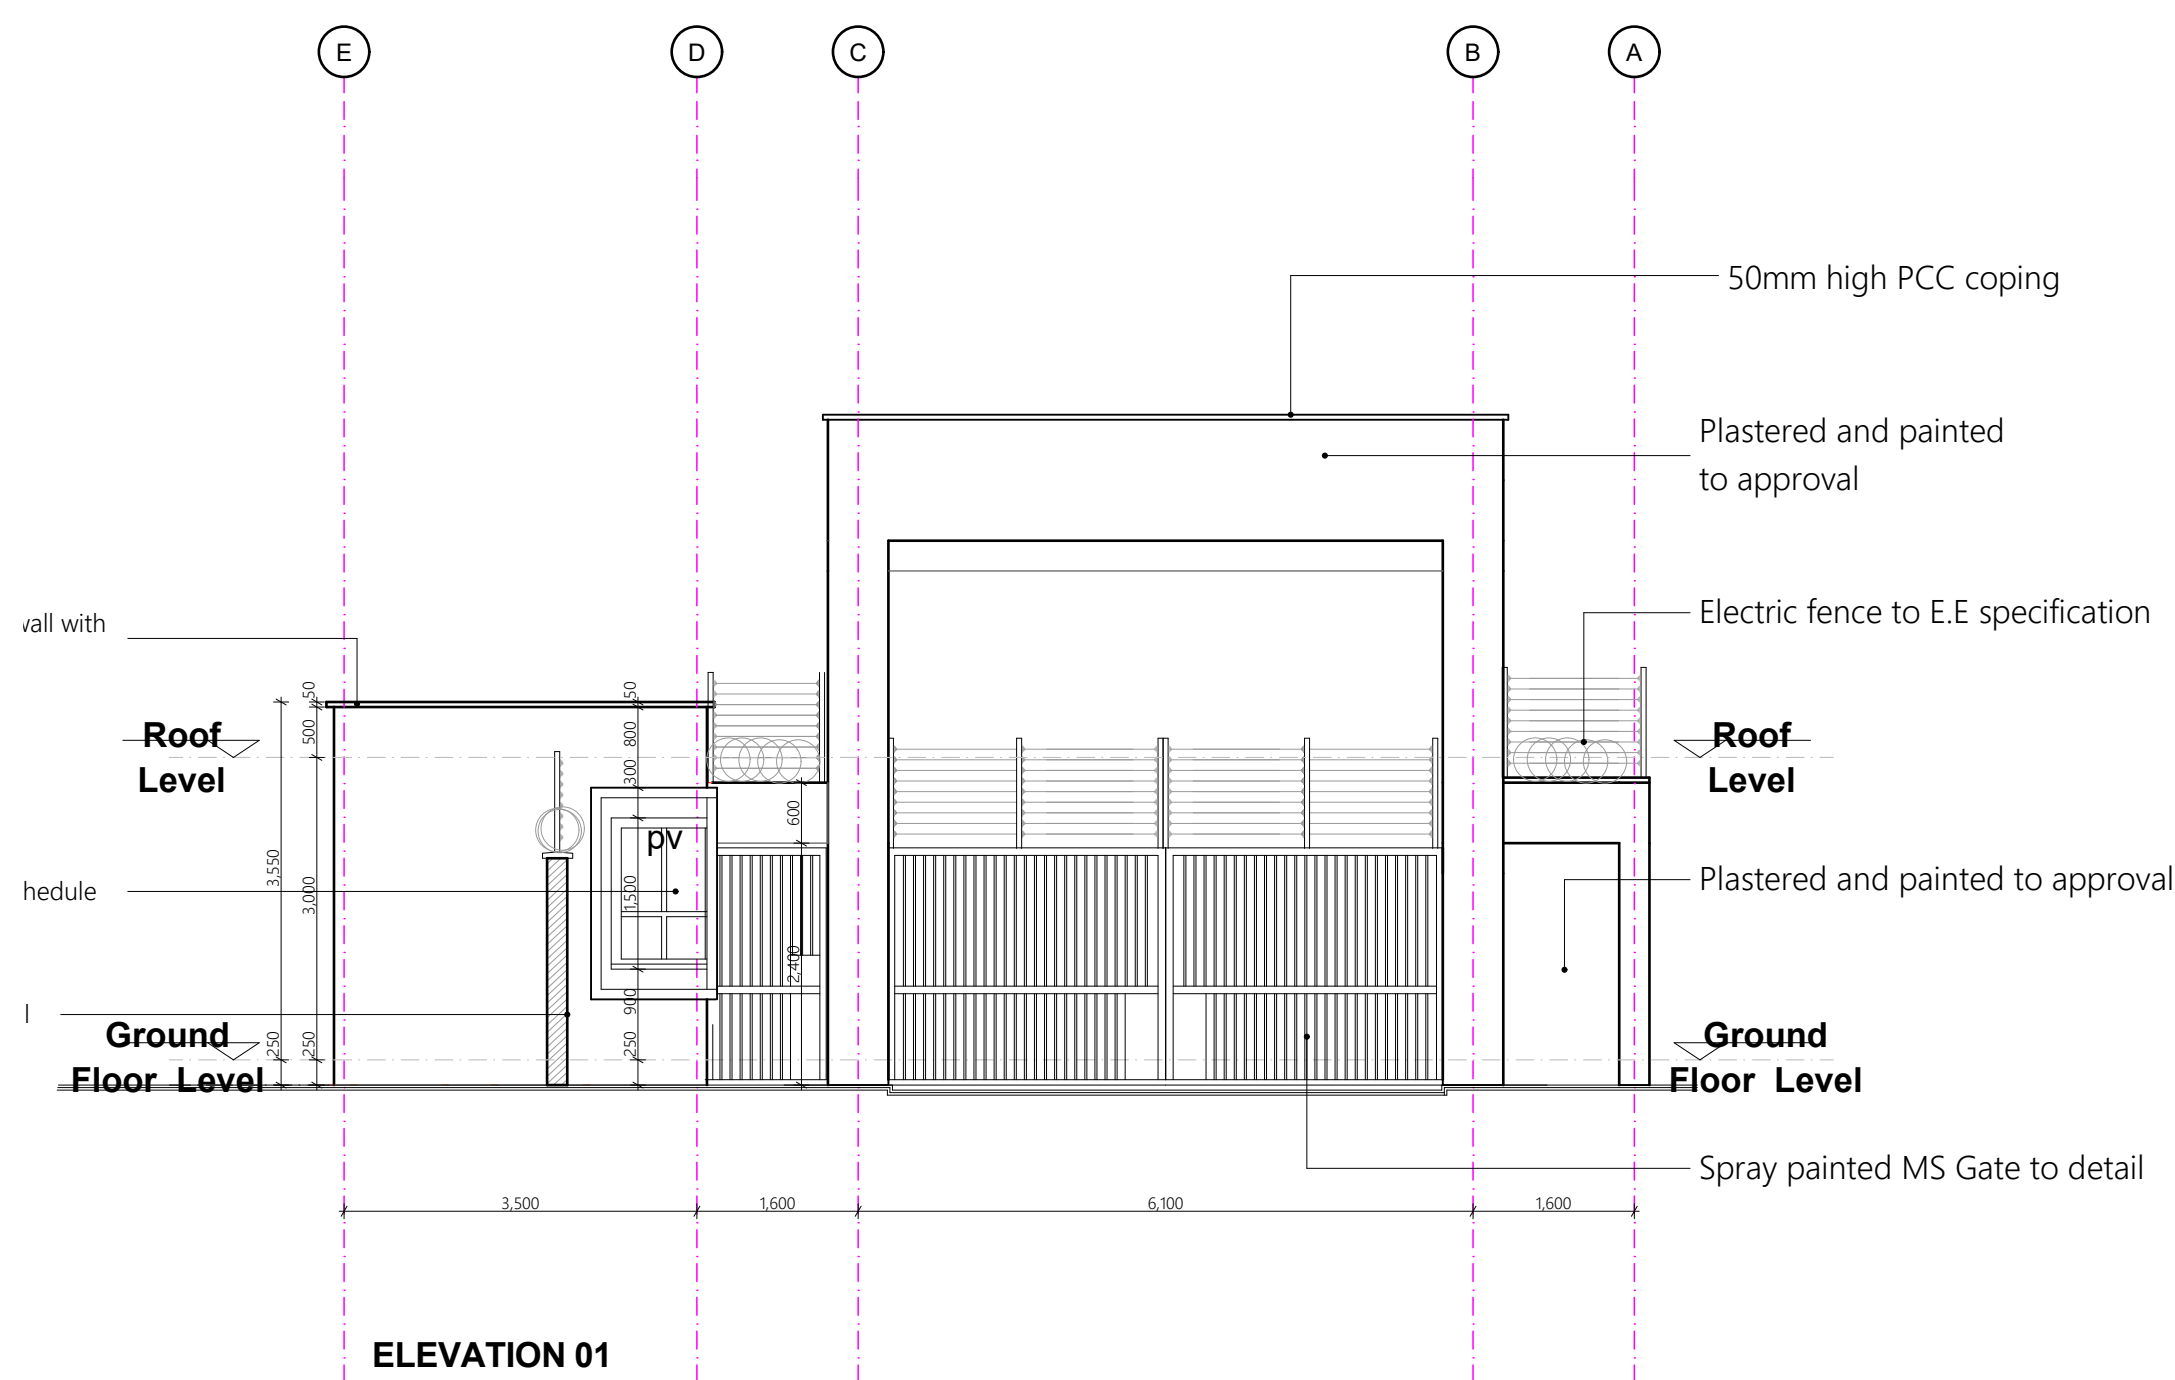 E D C B A
50mm high PCC coping
Plastered and painted
to approval
Electric fence to E.E specification
wall with
50
50
500
800
Roof
Level
Roof
Level
300
600
pv
3,550
3,000
1,500
hedule
Plastered and painted to approval
2,400
900
250
250
250
Ground
Floor Level
Ground
Floor Level
Spray painted MS Gate to detail
3,500 1,600 6,100 1,600
ELEVATION 01